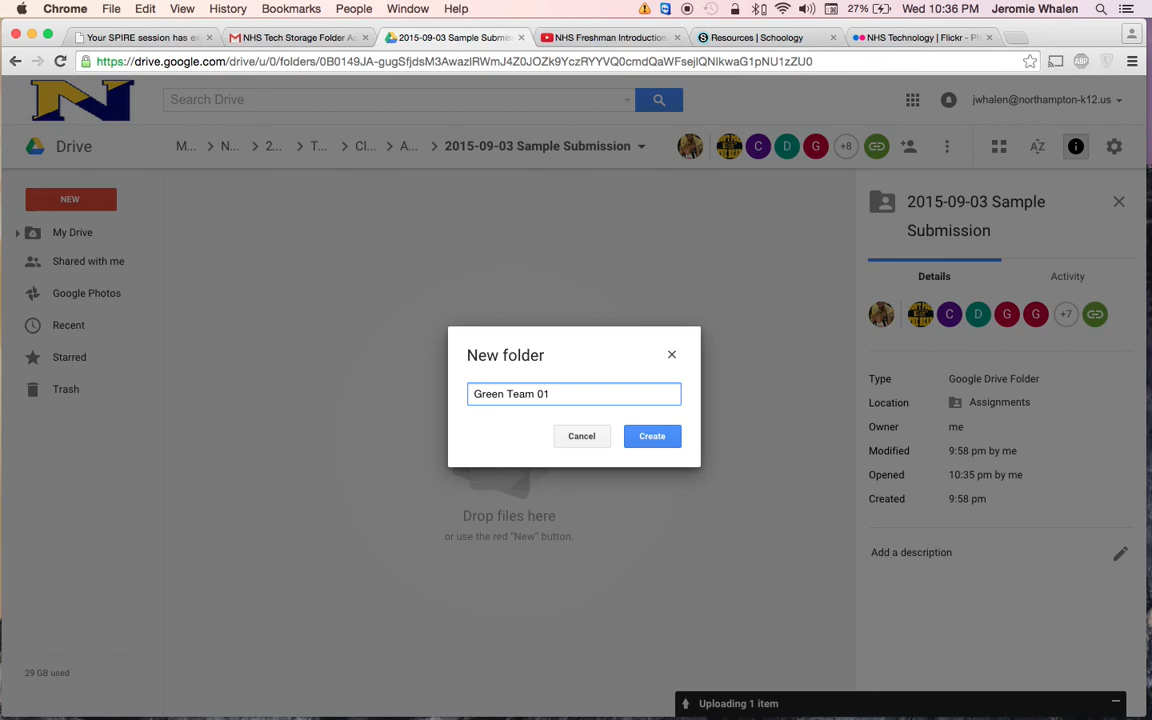 Chrome File Edit View History Bookmarks People Window Help 27% Wed 10:36 PM Jeromie Whalen
Your SPIRE session has ex NHS Tech Storage Folder Ac 2015-09-03 Sample Submiss NHS Freshman Introduction Resources | Schoology NHS Technology | Flickr - Ph
https://drive.google.com/drive/u/0/folders/
N Search Drive jwhalen@northampton-k12.us
Drive M... N... 2... T... Cl... A... 2015-09-03 Sample Submission C D G +8 AZ
NEW
My Drive
Shared with me
Google Photos
Recent
Starred
Trash
29 GB used
New folder
Green Team 01
Cancel Create
Drop files here
or use the red "New" button.
2015-09-03 Sample
Submission
Details Activity
C D G G +7
Type Google Drive Folder
Location Assignments
Owner me
Modified 9:58 pm by me
Opened 10:35 pm by me
Created 9:58 pm
Add a description
Uploading 1 item